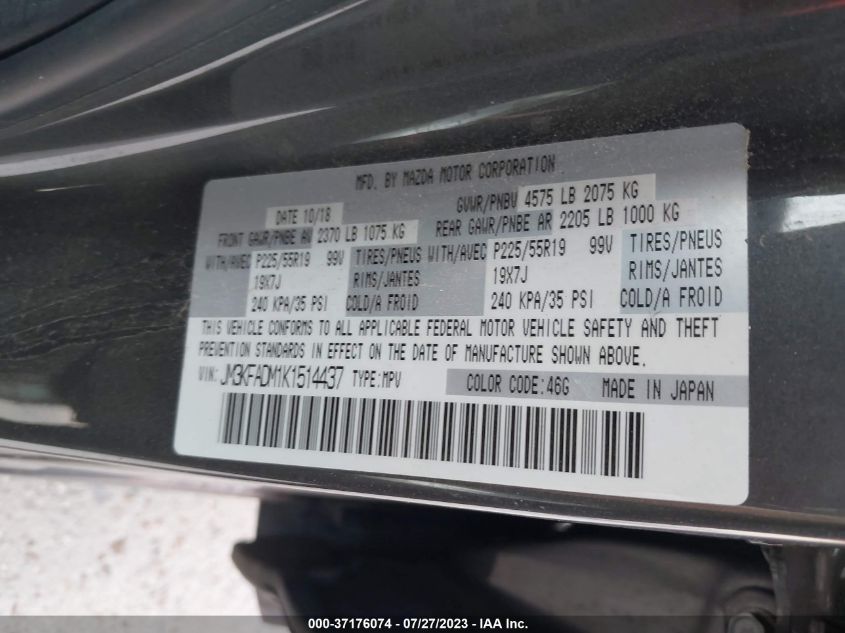 MFD. BY MAZDA MOTOR CORPORATION
DATE 10/18 GVWR/PNBV 4575 LB 2075 KG
FRONT GAWR/PNBE AV 2370 LB 1075 KG REAR GAWR/PNBE AR 2205 LB 1000 KG
WITH/AVEC P225/55R19 99V TIRES/PNEUS WITH/AVEC P225/55R19 99V TIRES/PNEUS
19X7J RIMS/JANTES 19X7J RIMS/JANTES
240 KPA/35 PSI COLD/A FROID 240 KPA/35 PSI COLD/A FROID
THIS VEHICLE CONFORMS TO ALL APPLICABLE FEDERAL MOTOR VEHICLE SAFETY AND THEFT
PREVENTION STANDARDS IN EFFECT ON THE DATE OF MANUFACTURE SHOWN ABOVE.
VIN: JM3KFADM1K1514437 TYPE:MPV COLOR CODE:46G MADE IN JAPAN
000-37176074 / 07/27/2023 - IAA Inc.